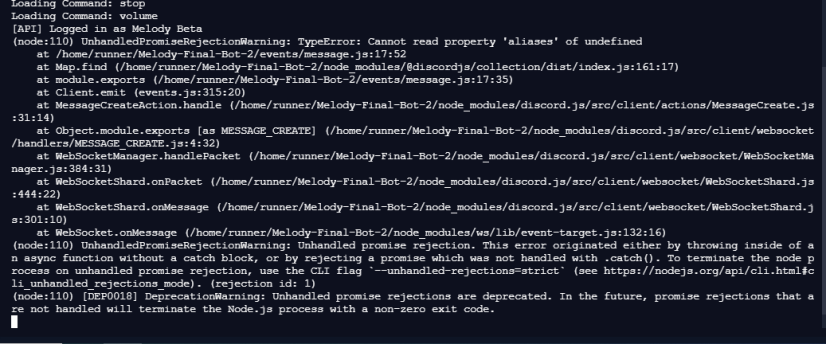 Loading Command: stop
Loading Command: volume
[API] Logged in as Melody Beta
(node:110) UnhandledPromiseRejectionWarning: TypeError: Cannot read property 'aliases' of undefined
    at /home/runner/Melody-Final-Bot-2/events/message.js:17:52
    at Map.find (/home/runner/Melody-Final-Bot-2/node_modules/@discordjs/collection/dist/index.js:161:17)
    at module.exports (/home/runner/Melody-Final-Bot-2/events/message.js:17:35)
    at Client.emit (events.js:315:20)
    at MessageCreateAction.handle (/home/runner/Melody-Final-Bot-2/node_modules/discord.js/src/client/actions/MessageCreate.js
:31:14)
    at Object.module.exports [as MESSAGE_CREATE] (/home/runner/Melody-Final-Bot-2/node_modules/discord.js/src/client/websocket
/handlers/MESSAGE_CREATE.js:4:32)
    at WebSocketManager.handlePacket (/home/runner/Melody-Final-Bot-2/node_modules/discord.js/src/client/websocket/WebSocketMa
nager.js:384:31)
    at WebSocketShard.onPacket (/home/runner/Melody-Final-Bot-2/node_modules/discord.js/src/client/websocket/WebSocketShard.js
:444:22)
    at WebSocketShard.onMessage (/home/runner/Melody-Final-Bot-2/node_modules/discord.js/src/client/websocket/WebSocketShard.j
s:301:10)
    at WebSocket.onMessage (/home/runner/Melody-Final-Bot-2/node_modules/ws/lib/event-target.js:132:16)
(node:110) UnhandledPromiseRejectionWarning: Unhandled promise rejection. This error originated either by throwing inside of a
n async function without a catch block, or by rejecting a promise which was not handled with .catch(). To terminate the node p
rocess on unhandled promise rejection, use the CLI flag `--unhandled-rejections=strict` (see https://nodejs.org/api/cli.html#c
li_unhandled_rejections_mode). (rejection id: 1)
(node:110) [DEP0018] DeprecationWarning: Unhandled promise rejections are deprecated. In the future, promise rejections that a
re not handled will terminate the Node.js process with a non-zero exit code.